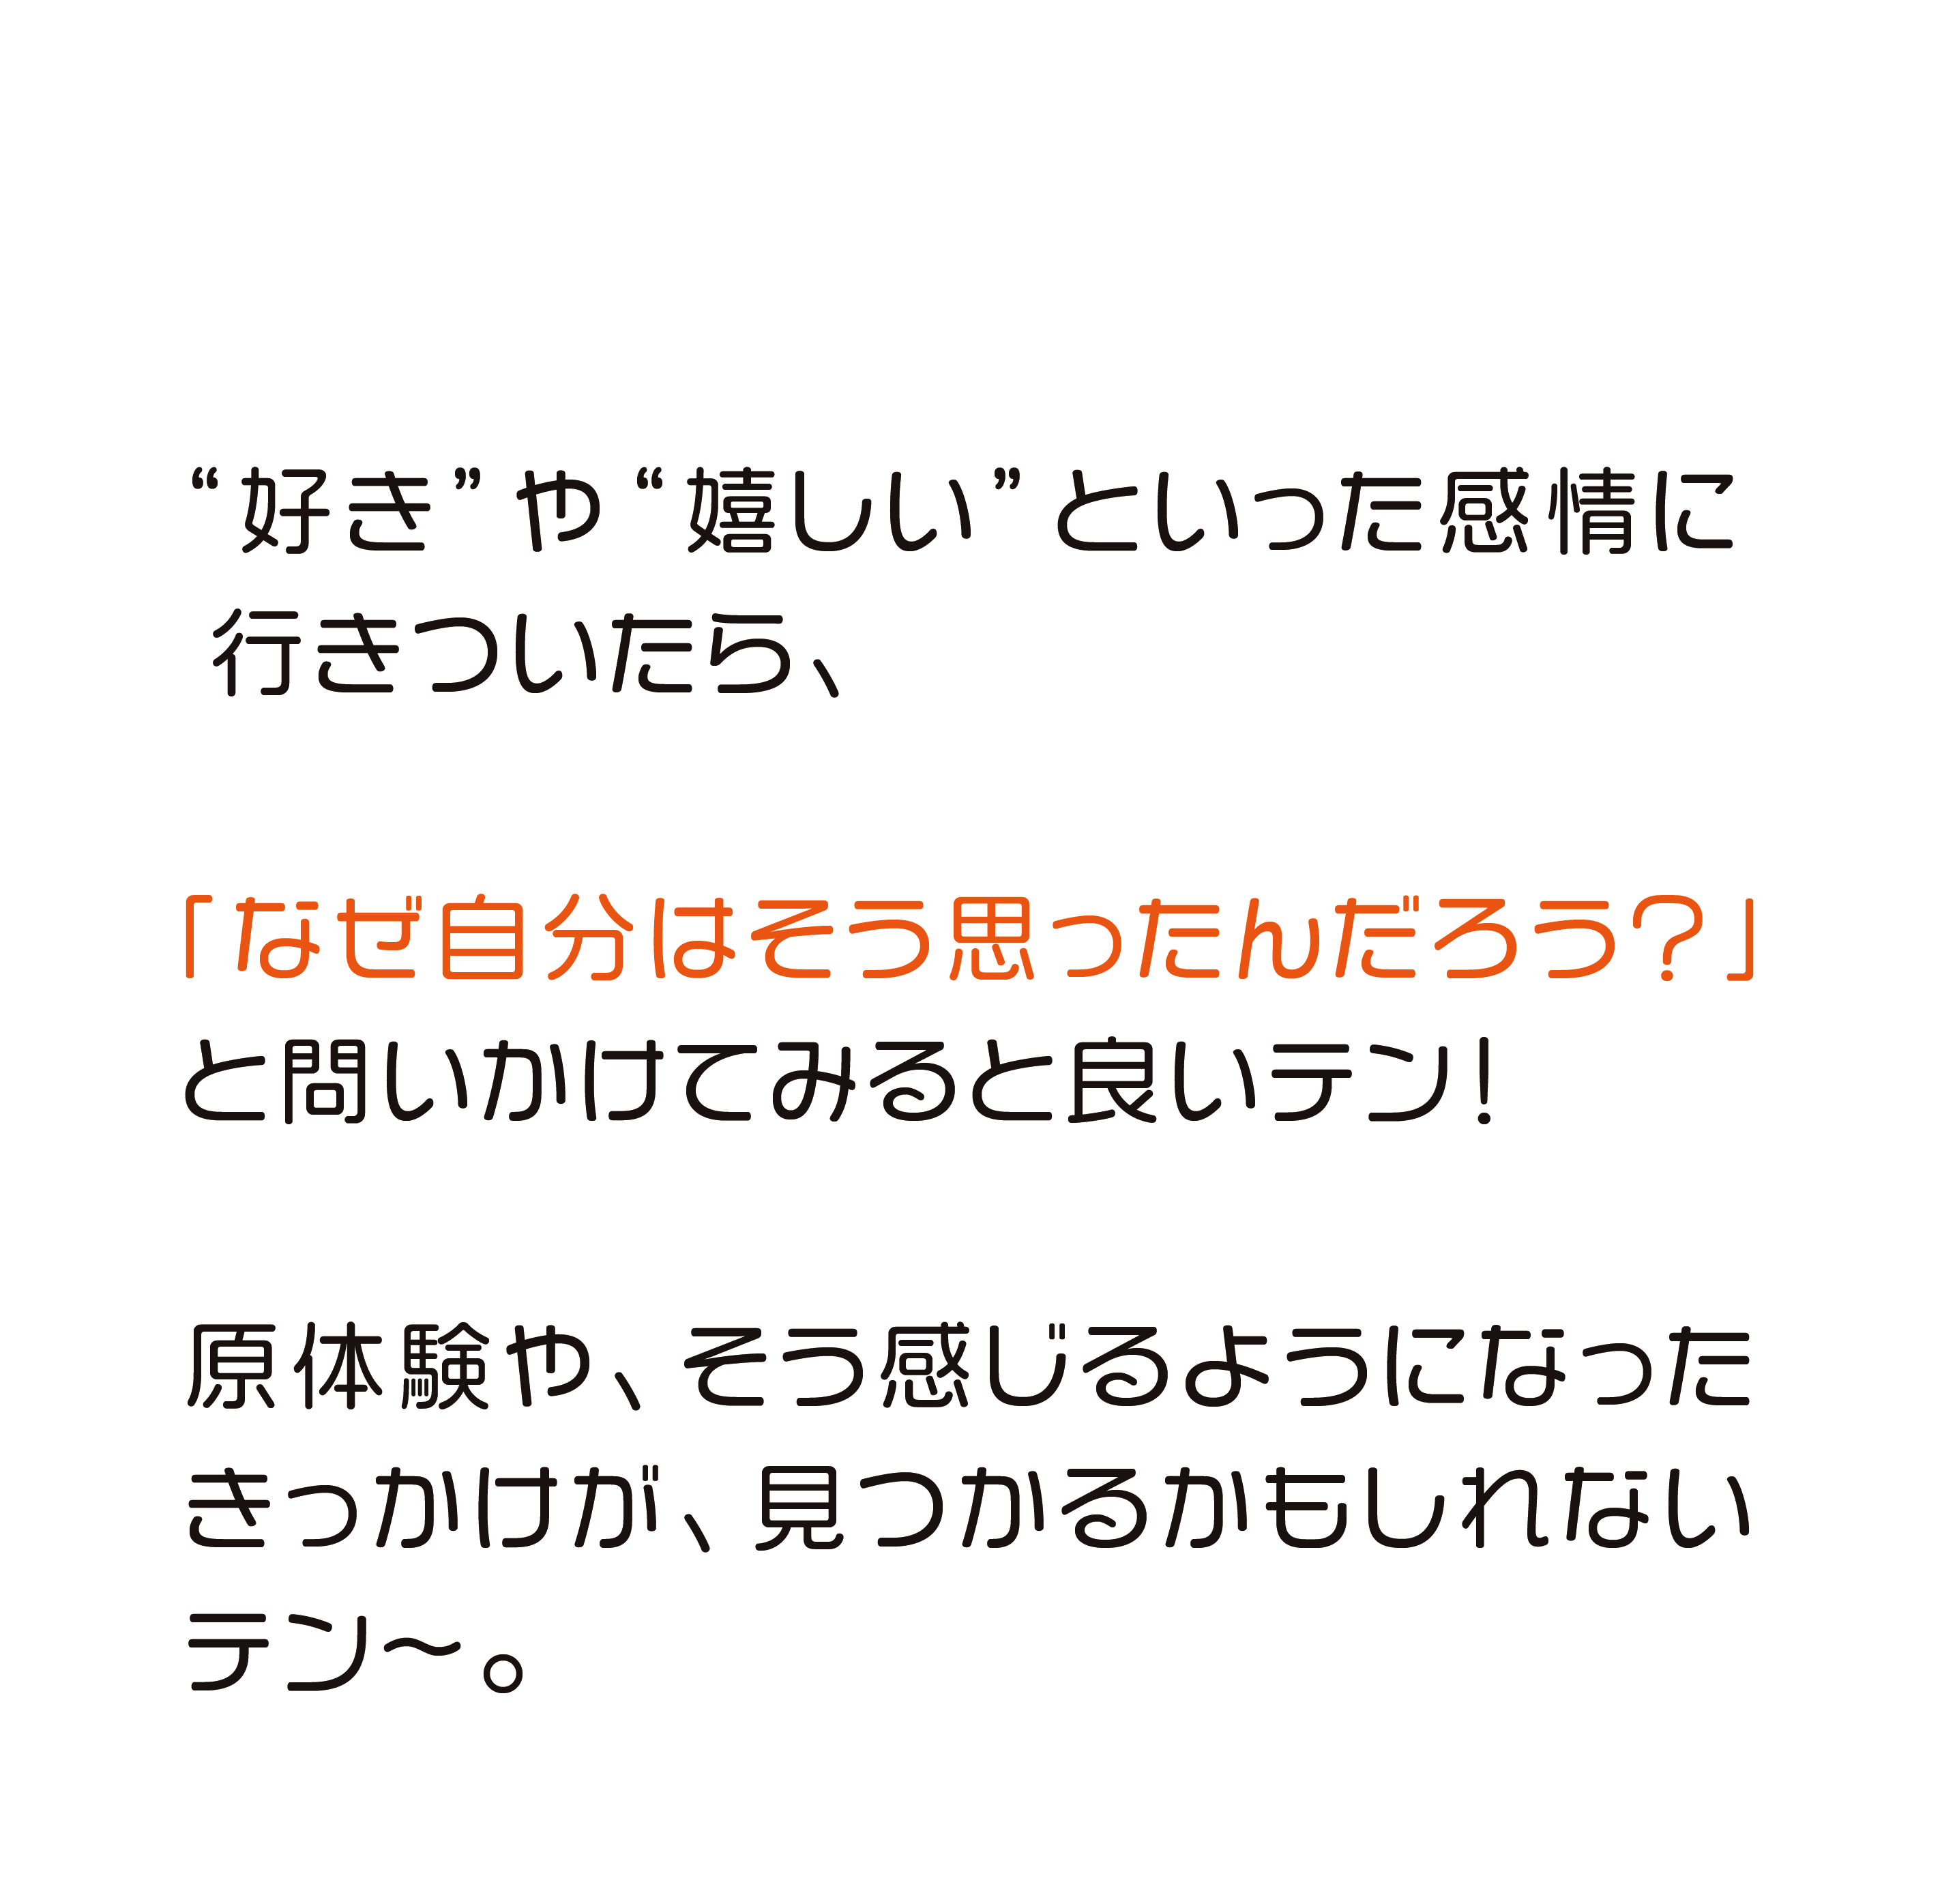 “好き”や“嬉しい”といった感情に
行きついたら、
「なぜ自分はそう思ったんだろう？」
と問いかけてみると良いテン！
原体験や、そう感じるようになった
きっかけが、見つかるかもしれない
テン〜。